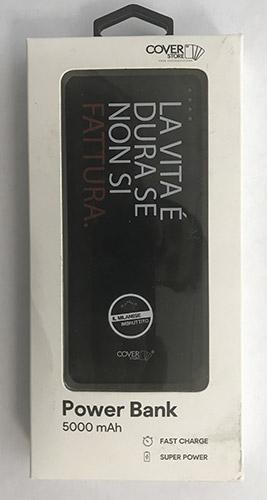 COVER
STORE
LA VITA É
DURA SE
NON SI
FATTURA.
IL MILANESE
IMBRUTTITO
COVER
STORE
Power Bank
5000 mAh
FAST CHARGE
SUPER POWER